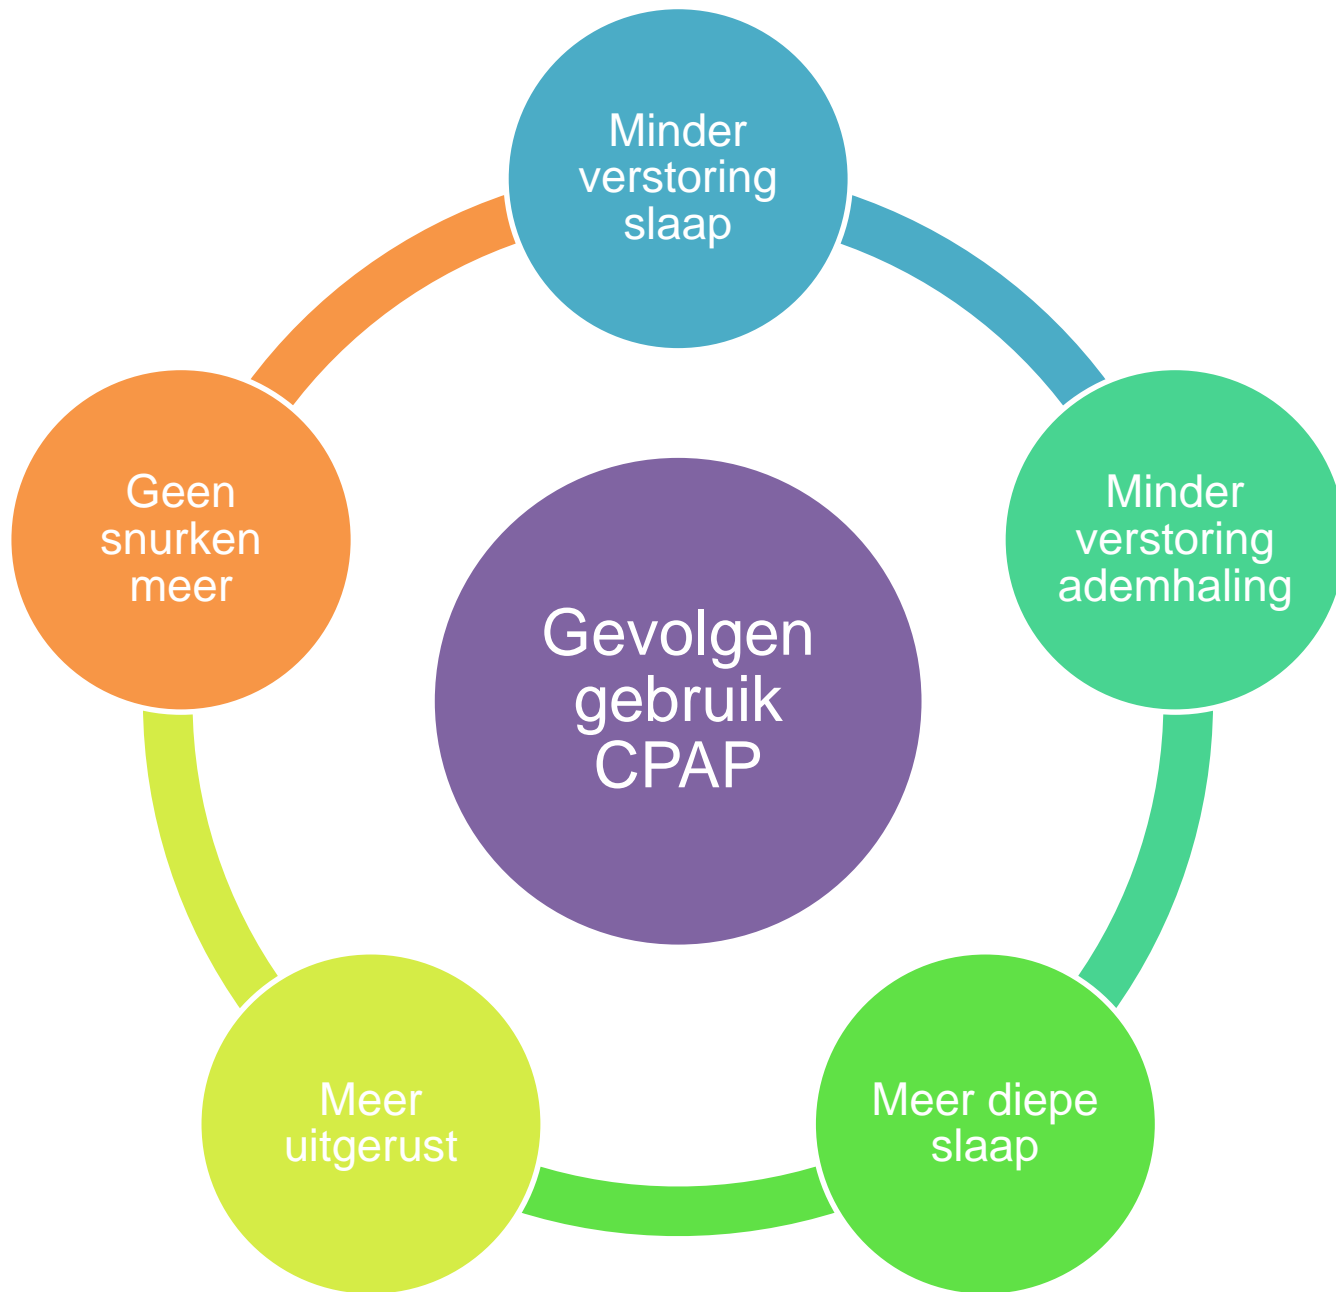 Minder
verstoring
slaap
Minder
verstoring
ademhaling
Meer diepe
slaap
Meer
uitgerust
Geen
snurken
meer
Gevolgen
gebruik
CPAP